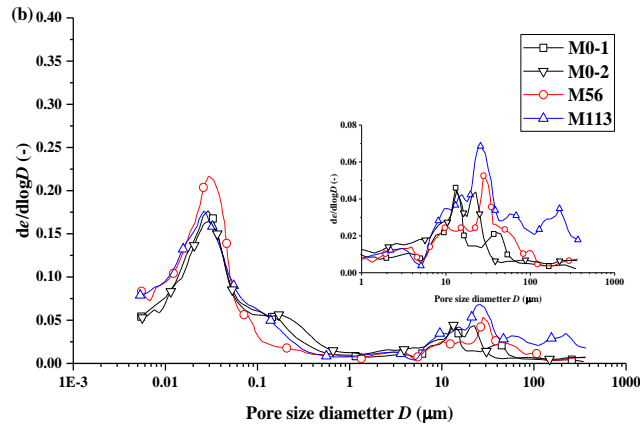 (b)
0.40
0.35
0.30
0.25
0.20
0.15
0.10
0.05
0.00
de/dlogD (-)
1E-3 0.01 0.1 1 10 100 1000
Pore size diametter D (μm)
M0-1
M0-2
M56
M113
0.08
0.06
0.04
0.02
0.00
de/dlogD (-)
1 10 100 1000
Pore size diametter D (μm)